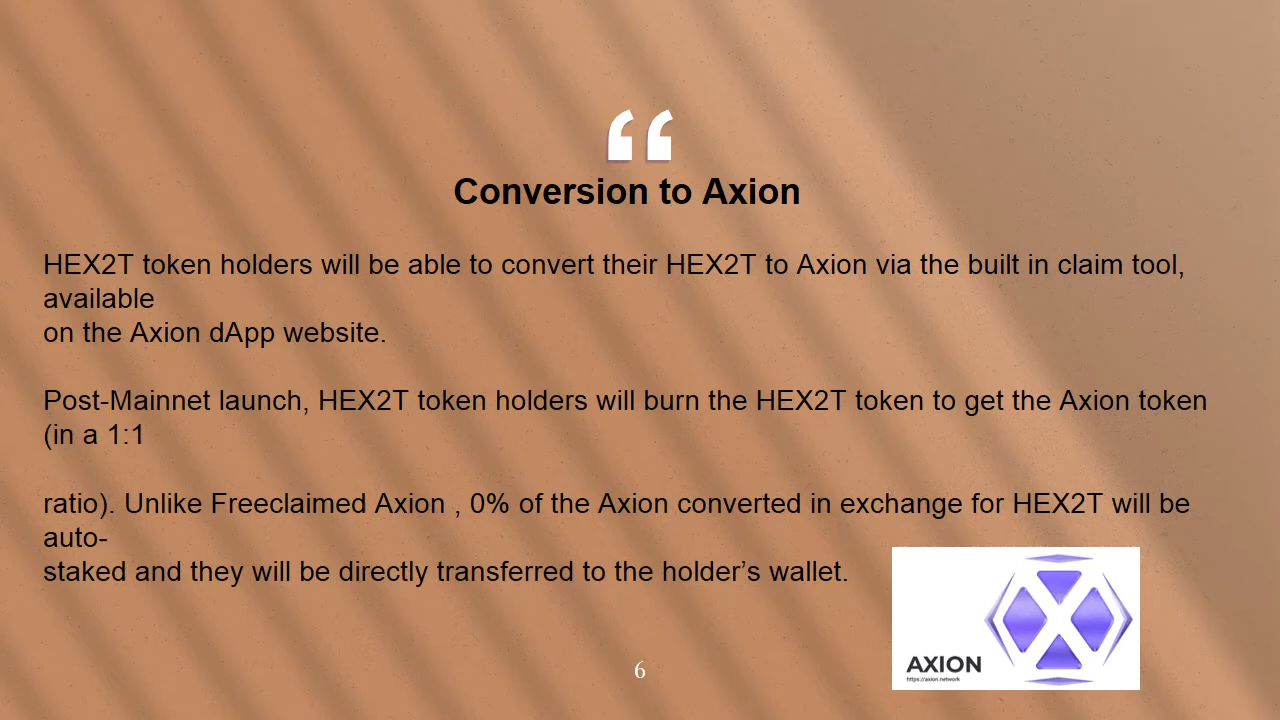 “
Conversion to Axion
HEX2T token holders will be able to convert their HEX2T to Axion via the built in claim tool,
available
on the Axion dApp website.
Post-Mainnet launch, HEX2T token holders will burn the HEX2T token to get the Axion token
(in a 1:1
ratio). Unlike Freeclaimed Axion , 0% of the Axion converted in exchange for HEX2T will be
auto-
staked and they will be directly transferred to the holder’s wallet.
AXION
https://axion.network
6